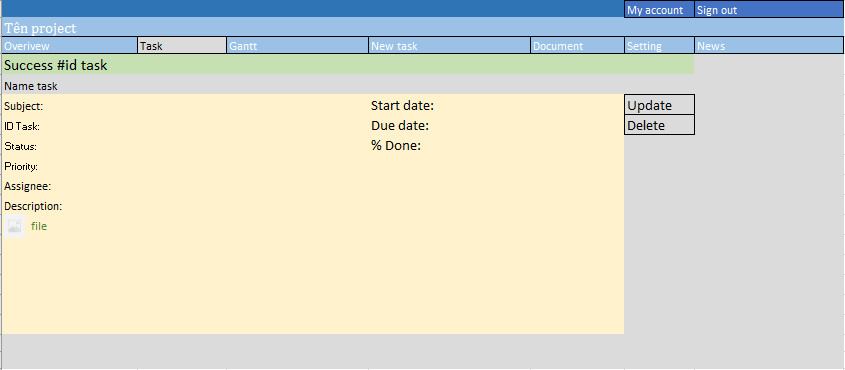 My account Sign out
Tên project
Overivew Task Gantt New task Document Setting News
Success #id task
Name task
Subject: Start date: Update
ID Task: Due date: Delete
Status: % Done:
Priority:
Assignee:
Description:
file